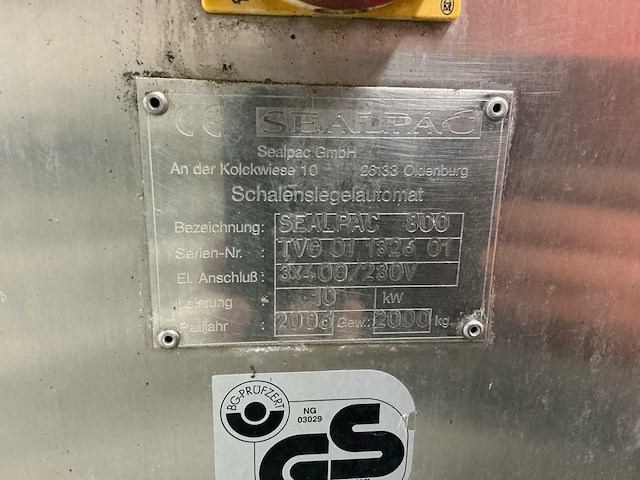 CE SEALPAC
Sealpac GmbH
An der Kolckwiese 10 26133 Oldenburg
Schalensiegelautomat
Bezeichnung: SEALPAC 800
Serien-Nr. : TVG 01 1326 01
El. Anschluß : 3X400/230V
Leistung : 10 kW
Baujahr : 2006 Gew.: 2000 kg.
BG-PRÜFZERT
NG
03029
GS